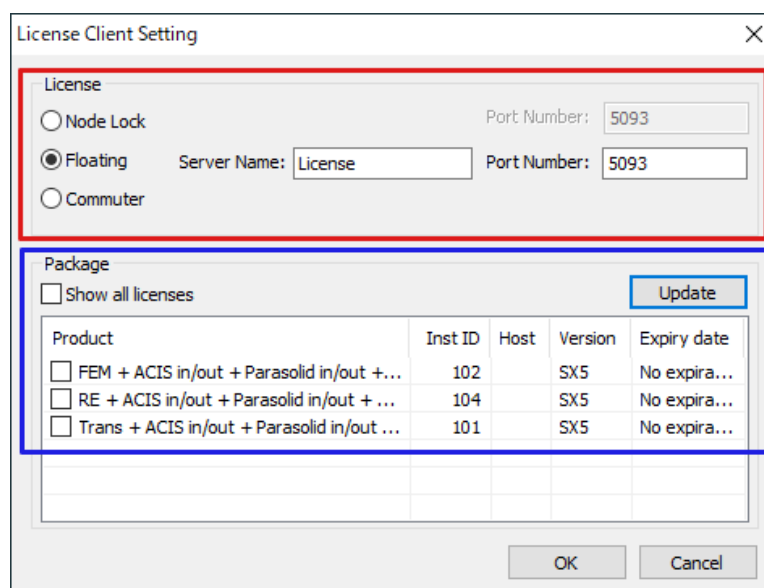 License Client Setting
License
Node Lock Port Number: 5093
Floating Server Name: License Port Number: 5093
Commuter
Package
Show all licenses Update
Product Inst ID Host Version Expiry date
FEM + ACIS in/out + Parasolid in/out +... 102 SX5 No expira...
RE + ACIS in/out + Parasolid in/out + ... 104 SX5 No expira...
Trans + ACIS in/out + Parasolid in/out ... 101 SX5 No expira...
OK Cancel